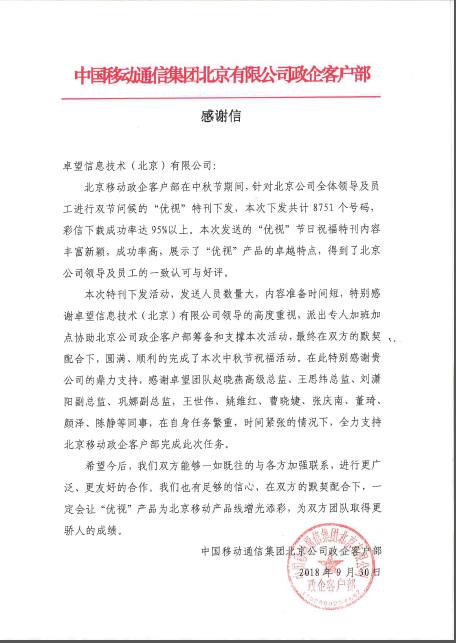 中国移动通信集团北京有限公司政企客户部
感谢信
卓望信息技术（北京）有限公司：
北京移动政企客户部在中秋节期间，针对北京公司全体领导及员
工进行双节问候的“优视”特刊下发，本次下发共计 8751 个号码，
彩信下载成功率达 95%以上。本次发送的“优视”节日祝福特刊内容
丰富新颖，成功率高，展示了“优视”产品的卓越特点，得到了北京
公司领导及员工的一致认可与好评。
本次特刊下发活动，发送人员数量大，内容准备时间短，特别感
谢卓望信息技术（北京）有限公司领导的高度重视，派出专人加班加
点协助北京公司政企客户部筹备和支撑本次活动，最终在双方的默契
配合下，圆满、顺利的完成了本次中秋节祝福活动。在此特别感谢贵
公司的鼎力支持，感谢卓望团队赵晓燕高级总监、王思纬总监、刘潇
阳副总监、巩娜副总监，王世伟、姚维红、曹晓婕、张庆南、董琦、
颜泽、陈静等同事，在自身任务繁重，时间紧张的情况下，全力支持
北京移动政企客户部完成此次任务。
希望今后，我们双方能够一如既往的与各方加强联系，进行更广
泛、更友好的合作。我们也有足够的信心，在双方的默契配合下，一
定会让“优视”产品为北京移动产品线增光添彩，为双方团队取得更
骄人的成绩。
中国移动通信集团北京公司政企客户部
2018 年 9 月 30 日
政企客户部